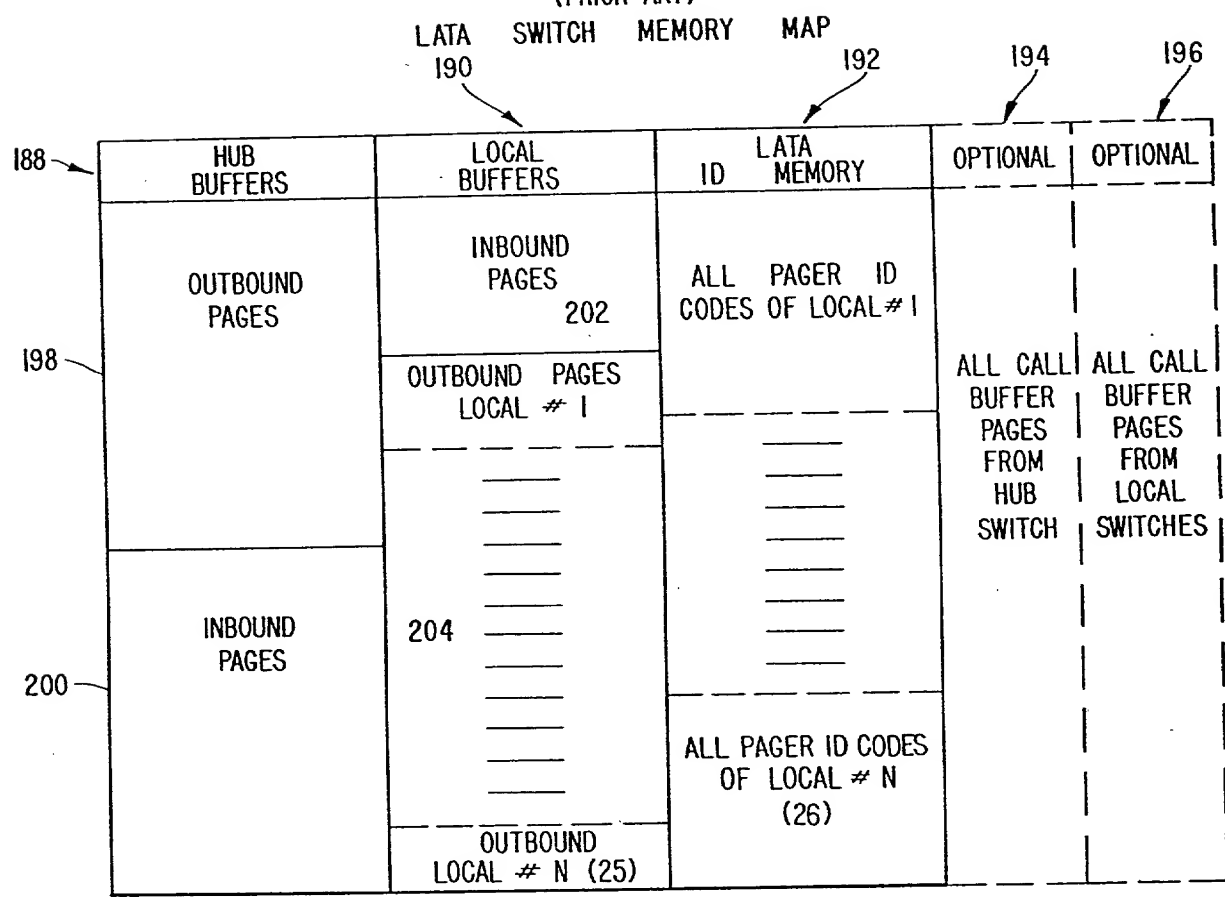 (PRIOR ART)
LATA SWITCH MEMORY MAP
190
192
194
196
188
HUB
BUFFERS
LOCAL
BUFFERS
LATA
ID MEMORY
OPTIONAL
OPTIONAL
OUTBOUND
PAGES
198
INBOUND
PAGES
200
INBOUND
PAGES
202
OUTBOUND PAGES
LOCAL # 1
204
OUTBOUND
LOCAL # N (25)
ALL PAGER ID
CODES OF LOCAL # 1
ALL PAGER ID CODES
OF LOCAL # N
(26)
ALL CALL
BUFFER
PAGES
FROM
HUB
SWITCH
ALL CALL
BUFFER
PAGES
FROM
LOCAL
SWITCHES